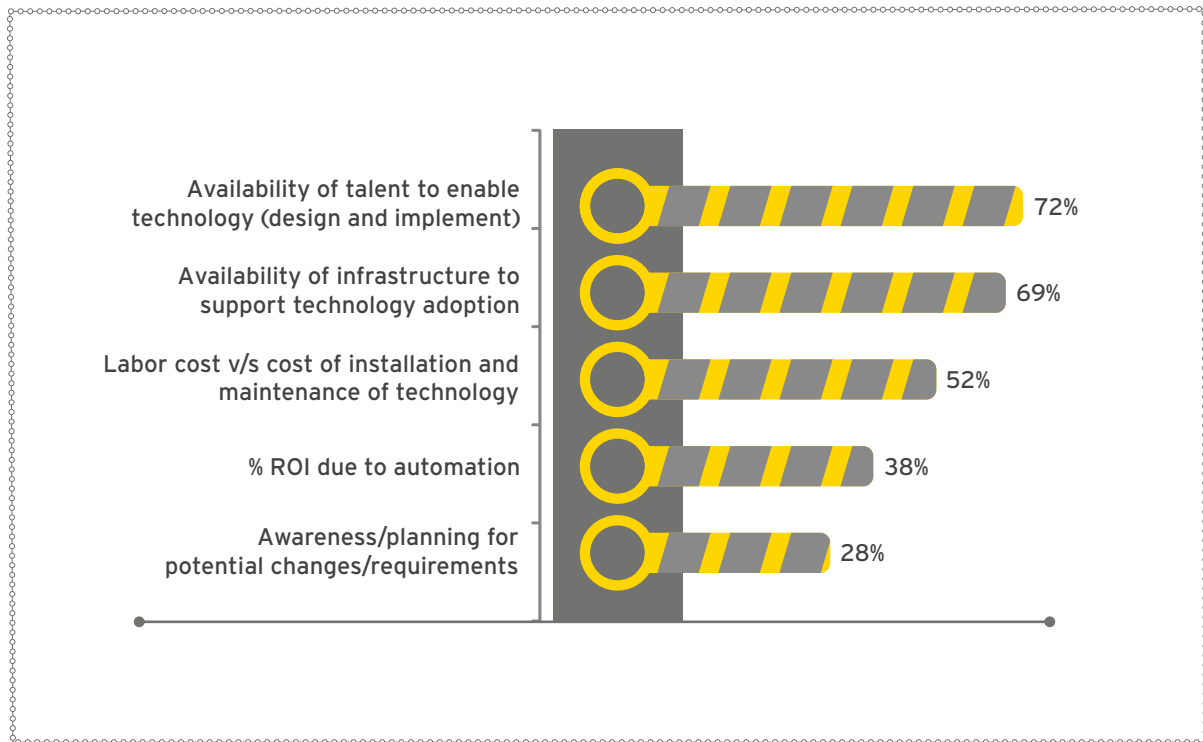 Availability of talent to enable
technology (design and implement)
72%
Availability of infrastructure to
support technology adoption
69%
Labor cost v/s cost of installation and
maintenance of technology
52%
% ROI due to automation
38%
Awareness/planning for
potential changes/requirements
28%